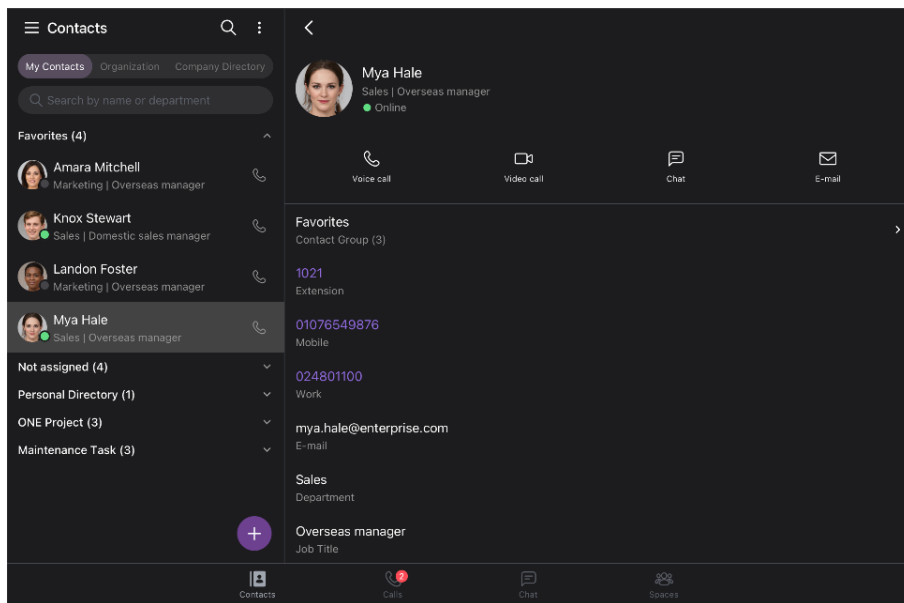 Contacts
My Contacts
Organization
Company Directory
Search by name or department
Favorites (4)
Amara Mitchell
Marketing | Overseas manager
Knox Stewart
Sales | Domestic sales manager
Landon Foster
Marketing | Overseas manager
Mya Hale
Sales | Overseas manager
Not assigned (4)
Personal Directory (1)
ONE Project (3)
Maintenance Task (3)
Mya Hale
Sales | Overseas manager
Online
Voice call
Video call
Chat
E-mail
Favorites
Contact Group (3)
1021
Extension
01076549876
Mobile
024801100
Work
mya.hale@enterprise.com
E-mail
Sales
Department
Overseas manager
Job Title
Contacts
2
Calls
Chat
Spaces